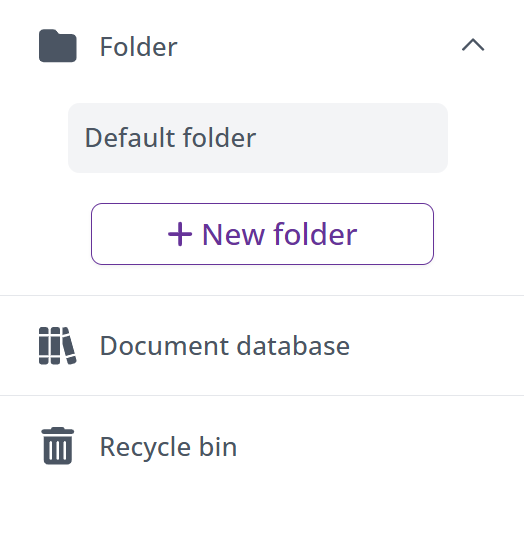 Folder
Default folder
+ New folder
Document database
Recycle bin